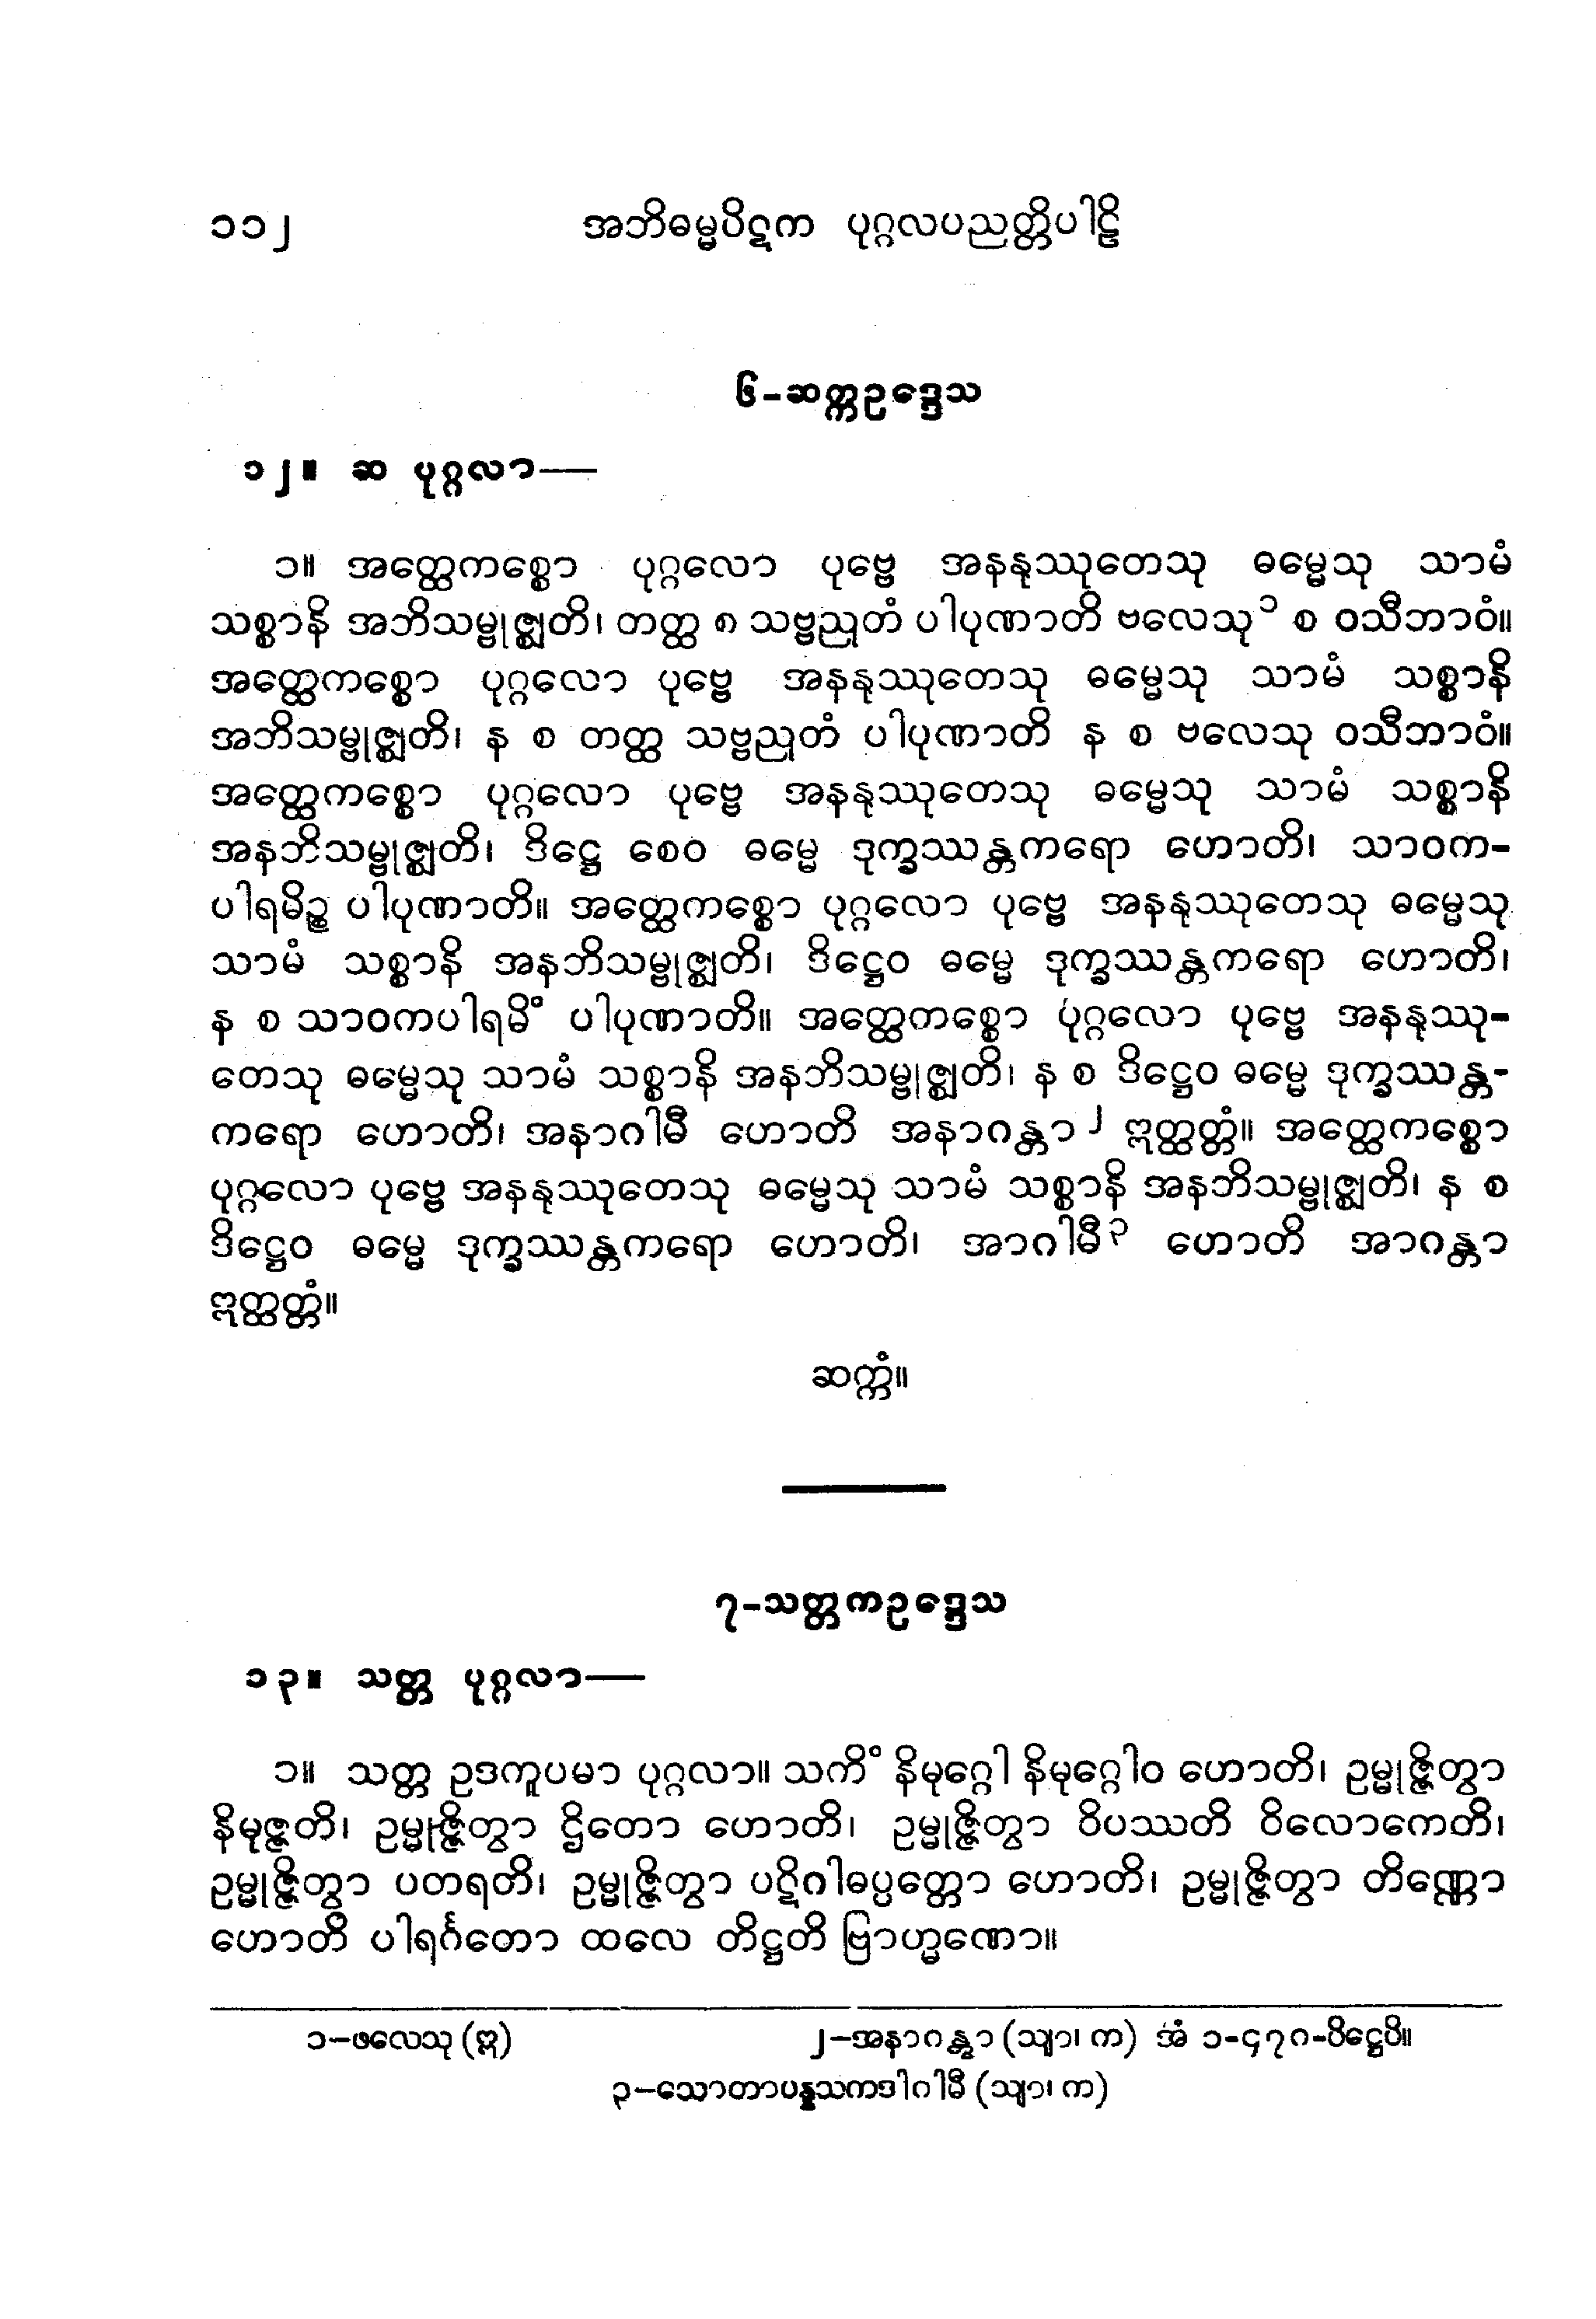 ၁၁၂ အဘိဓမ္မပိဋက ပုဂ္ဂလပညတ္တိပါဠိ
၆-ဆက္ကဥဒ္ဒေသ
၁၂။ ဆ ပုဂ္ဂလာ—
၁။ အတ္ထေကစ္စော ပုဂ္ဂလော ပုဗ္ဗေ အနနုဿုတေသု ဓမ္မေသု သာမံ
သစ္စာနိ အဘိသမ္ဗုဇ္ဈတိ၊ တတ္ထ စ သဗ္ဗညုတံ ပါပုဏာတိ ဗလေသု၁ စ ဝသီဘာဝံ။
အတ္ထေကစ္စော ပုဂ္ဂလော ပုဗ္ဗေ အနနုဿုတေသု ဓမ္မေသု သာမံ သစ္စာနိ
အဘိသမ္ဗုဇ္ဈတိ၊ န စ တတ္ထ သဗ္ဗညုတံ ပါပုဏာတိ န စ ဗလေသု ဝသီဘာဝံ။
အတ္ထေကစ္စော ပုဂ္ဂလော ပုဗ္ဗေ အနနုဿုတေသု ဓမ္မေသု သာမံ သစ္စာနိ
အနဘိသမ္ဗုဇ္ဈတိ၊ ဒိဋ္ဌေ စေဝ ဓမ္မေ ဒုက္ခဿန္တကရော ဟောတိ၊ သာဝက-
ပါရမိဉ္စ ပါပုဏာတိ။ အတ္ထေကစ္စော ပုဂ္ဂလော ပုဗ္ဗေ အနနုဿုတေသု ဓမ္မေသု
သာမံ သစ္စာနိ အနဘိသမ္ဗုဇ္ဈတိ၊ ဒိဋ္ဌေဝ ဓမ္မေ ဒုက္ခဿန္တကရော ဟောတိ၊
န စ သာဝကပါရမိံ ပါပုဏာတိ။ အတ္ထေကစ္စော ပုဂ္ဂလော ပုဗ္ဗေ အနနုဿု-
တေသု ဓမ္မေသု သာမံ သစ္စာနိ အနဘိသမ္ဗုဇ္ဈတိ၊ န စ ဒိဋ္ဌေဝ ဓမ္မေ ဒုက္ခဿန္တ-
ကရော ဟောတိ၊ အနာဂါမီ ဟောတိ အနာဂန္တာ၂ ဣတ္ထတ္တံ။ အတ္ထေကစ္စော
ပုဂ္ဂလော ပုဗ္ဗေ အနနုဿုတေသု ဓမ္မေသု သာမံ သစ္စာနိ အနဘိသမ္ဗုဇ္ဈတိ၊ န စ
ဒိဋ္ဌေဝ ဓမ္မေ ဒုက္ခဿန္တကရော ဟောတိ၊ အာဂါမီ၃ ဟောတိ အာဂန္တာ
ဣတ္ထတ္တံ။
ဆက္ကံ။
၇-သတ္တကဥဒ္ဒေသ
၁၃။ သတ္တ ပုဂ္ဂလာ—
၁။ သတ္တ ဥဒကူပမာ ပုဂ္ဂလာ။ သကိံ နိမုဂ္ဂေါ နိမုဂ္ဂေါဝ ဟောတိ၊ ဥမ္မုဇ္ဇိတွာ
နိမုဇ္ဇတိ၊ ဥမ္မုဇ္ဇိတွာ ဌိတော ဟောတိ၊ ဥမ္မုဇ္ဇိတွာ ဝိပဿတိ ဝိလောကေတိ၊
ဥမ္မုဇ္ဇိတွာ ပတရတိ၊ ဥမ္မုဇ္ဇိတွာ ပဋိဂါဓပ္ပတ္တော ဟောတိ၊ ဥမ္မုဇ္ဇိတွာ တိဏ္ဏော
ဟောတိ ပါရင်္ဂတော ထလေ တိဋ္ဌတိ ဗြာဟ္မဏော။
၁—ဖလေသု (ဣ) ၂—အနာဂန္တွာ (သျာ၊ က) အံ ၁-၄၇၈-ပိဋ္ဌေပိ။
၃—သောတာပန္နသကဒါဂါမီ (သျာ၊ က)